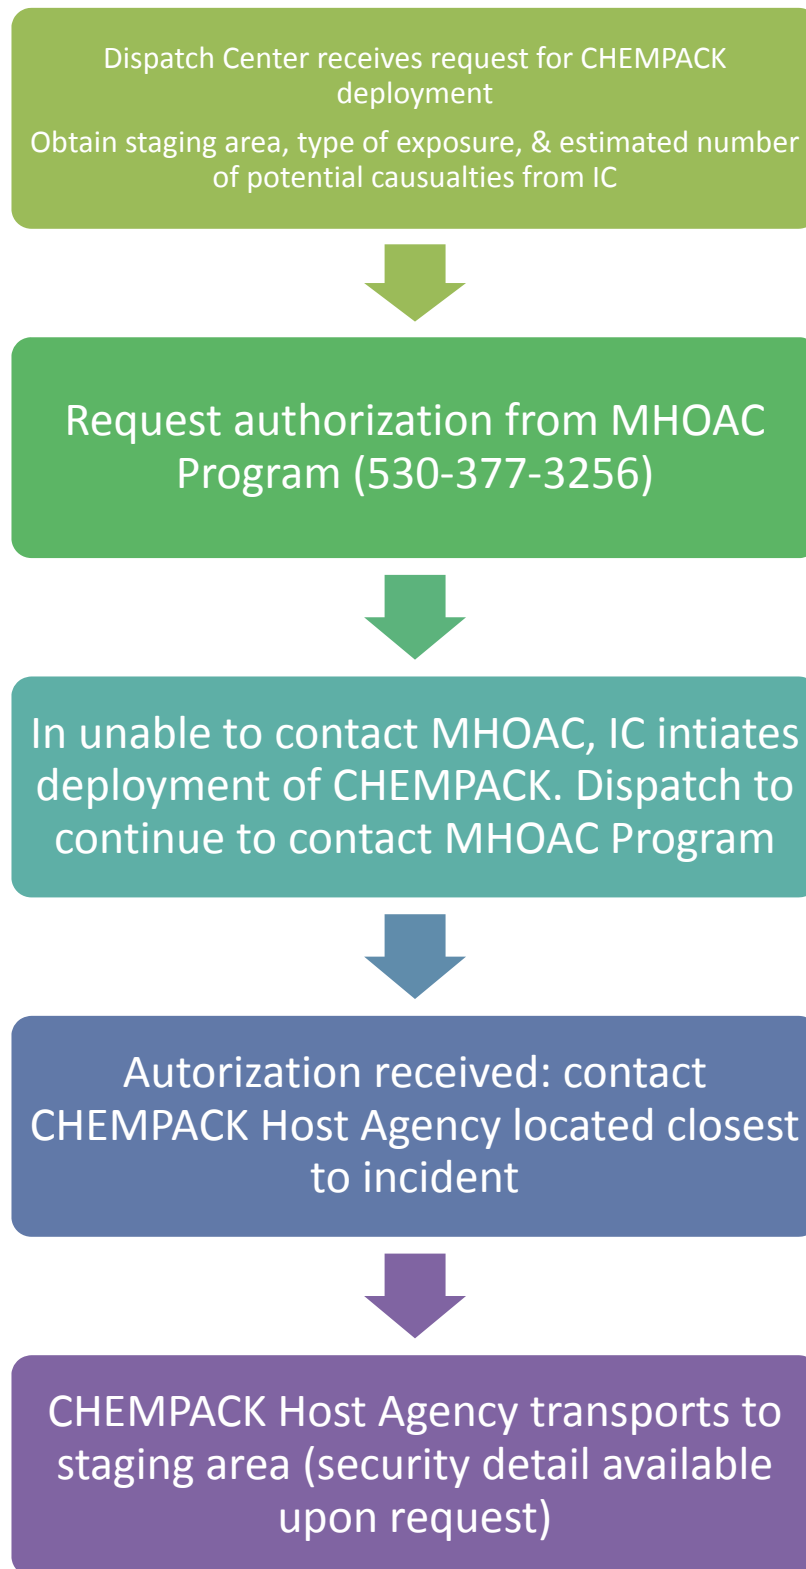 Dispatch Center receives request for CHEMPACK
deployment
Obtain staging area, type of exposure, & estimated number
of potential causualties from IC
Request authorization from MHOAC
Program (530-377-3256)
In unable to contact MHOAC, IC intiates
deployment of CHEMPACK. Dispatch to
continue to contact MHOAC Program
Autorization received: contact
CHEMPACK Host Agency located closest
to incident
CHEMPACK Host Agency transports to
staging area (security detail available
upon request)